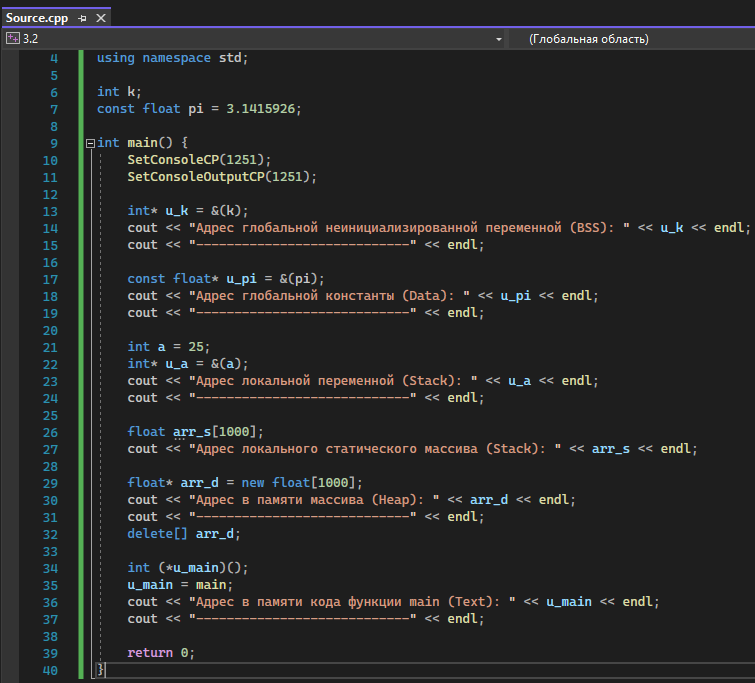 Source.cpp
3.2 (Глобальная область)
4 using namespace std;
5
6 int k;
7 const float pi = 3.1415926;
8
9 int main() {
10 SetConsoleCP(1251);
11 SetConsoleOutputCP(1251);
12
13 int* u_k = &(k);
14 cout << "Адрес глобальной неинициализированной переменной (BSS): " << u_k << endl;
15 cout << "----------------------------" << endl;
16
17 const float* u_pi = &(pi);
18 cout << "Адрес глобальной константы (Data): " << u_pi << endl;
19 cout << "----------------------------" << endl;
20
21 int a = 25;
22 int* u_a = &(a);
23 cout << "Адрес локальной переменной (Stack): " << u_a << endl;
24 cout << "----------------------------" << endl;
25
26 float arr_s[1000];
27 cout << "Адрес локального статического массива (Stack): " << arr_s << endl;
28
29 float* arr_d = new float[1000];
30 cout << "Адрес в памяти массива (Heap): " << arr_d << endl;
31 cout << "----------------------------" << endl;
32 delete[] arr_d;
33
34 int (*u_main)();
35 u_main = main;
36 cout << "Адрес в памяти кода функции main (Text): " << u_main << endl;
37 cout << "----------------------------" << endl;
38
39 return 0;
40 }